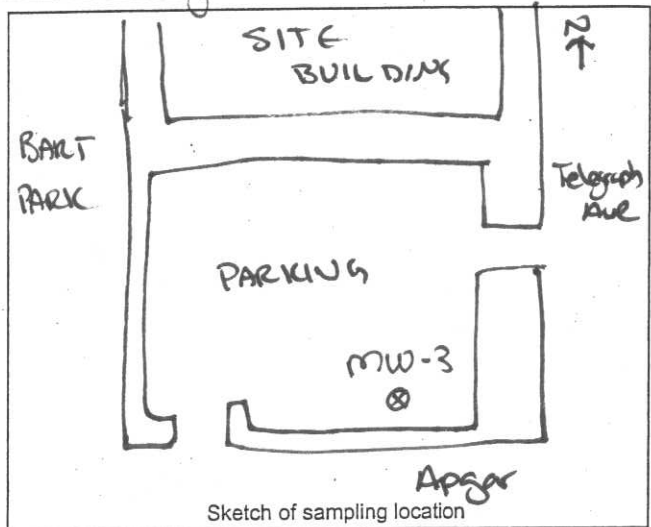 SITE
BUILDING
N
BART
PARK
Telegraph
Ave
PARKING
MW-3
Apgar
Sketch of sampling location